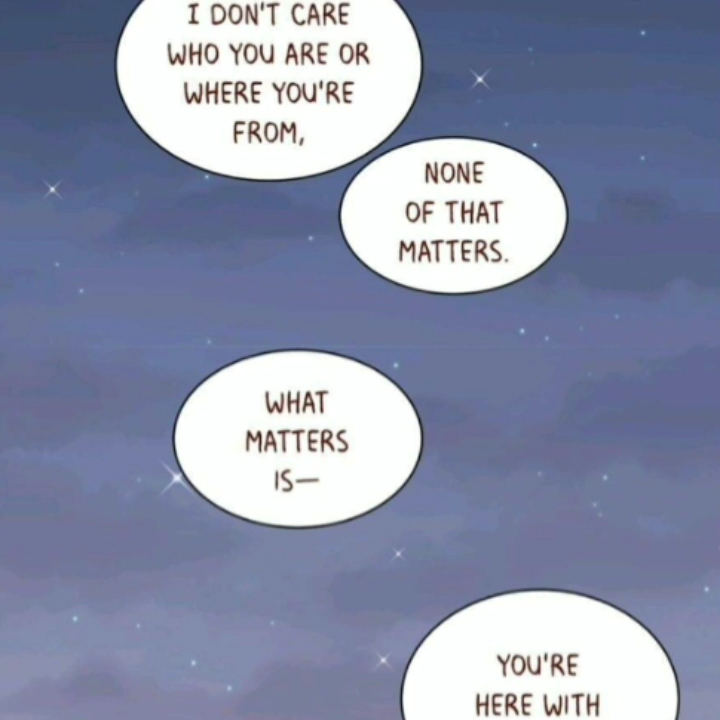 I DON'T CARE
WHO YOU ARE OR
WHERE YOU'RE
FROM,
NONE
OF THAT
MATTERS.
WHAT
MATTERS
IS—
YOU'RE
HERE WITH